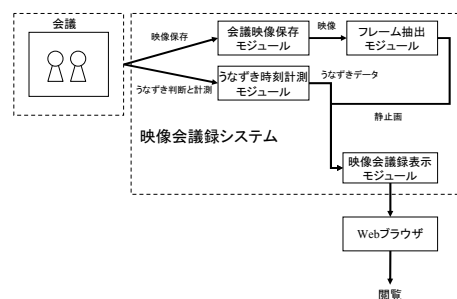 会議
映像保存
うなずき判断と計測
会議映像保存
モジュール
映像
フレーム抽出
モジュール
うなずき時刻計測
モジュール
うなずきデータ
静止画
映像会議録システム
映像会議録表示
モジュール
Webブラウザ
閲覧